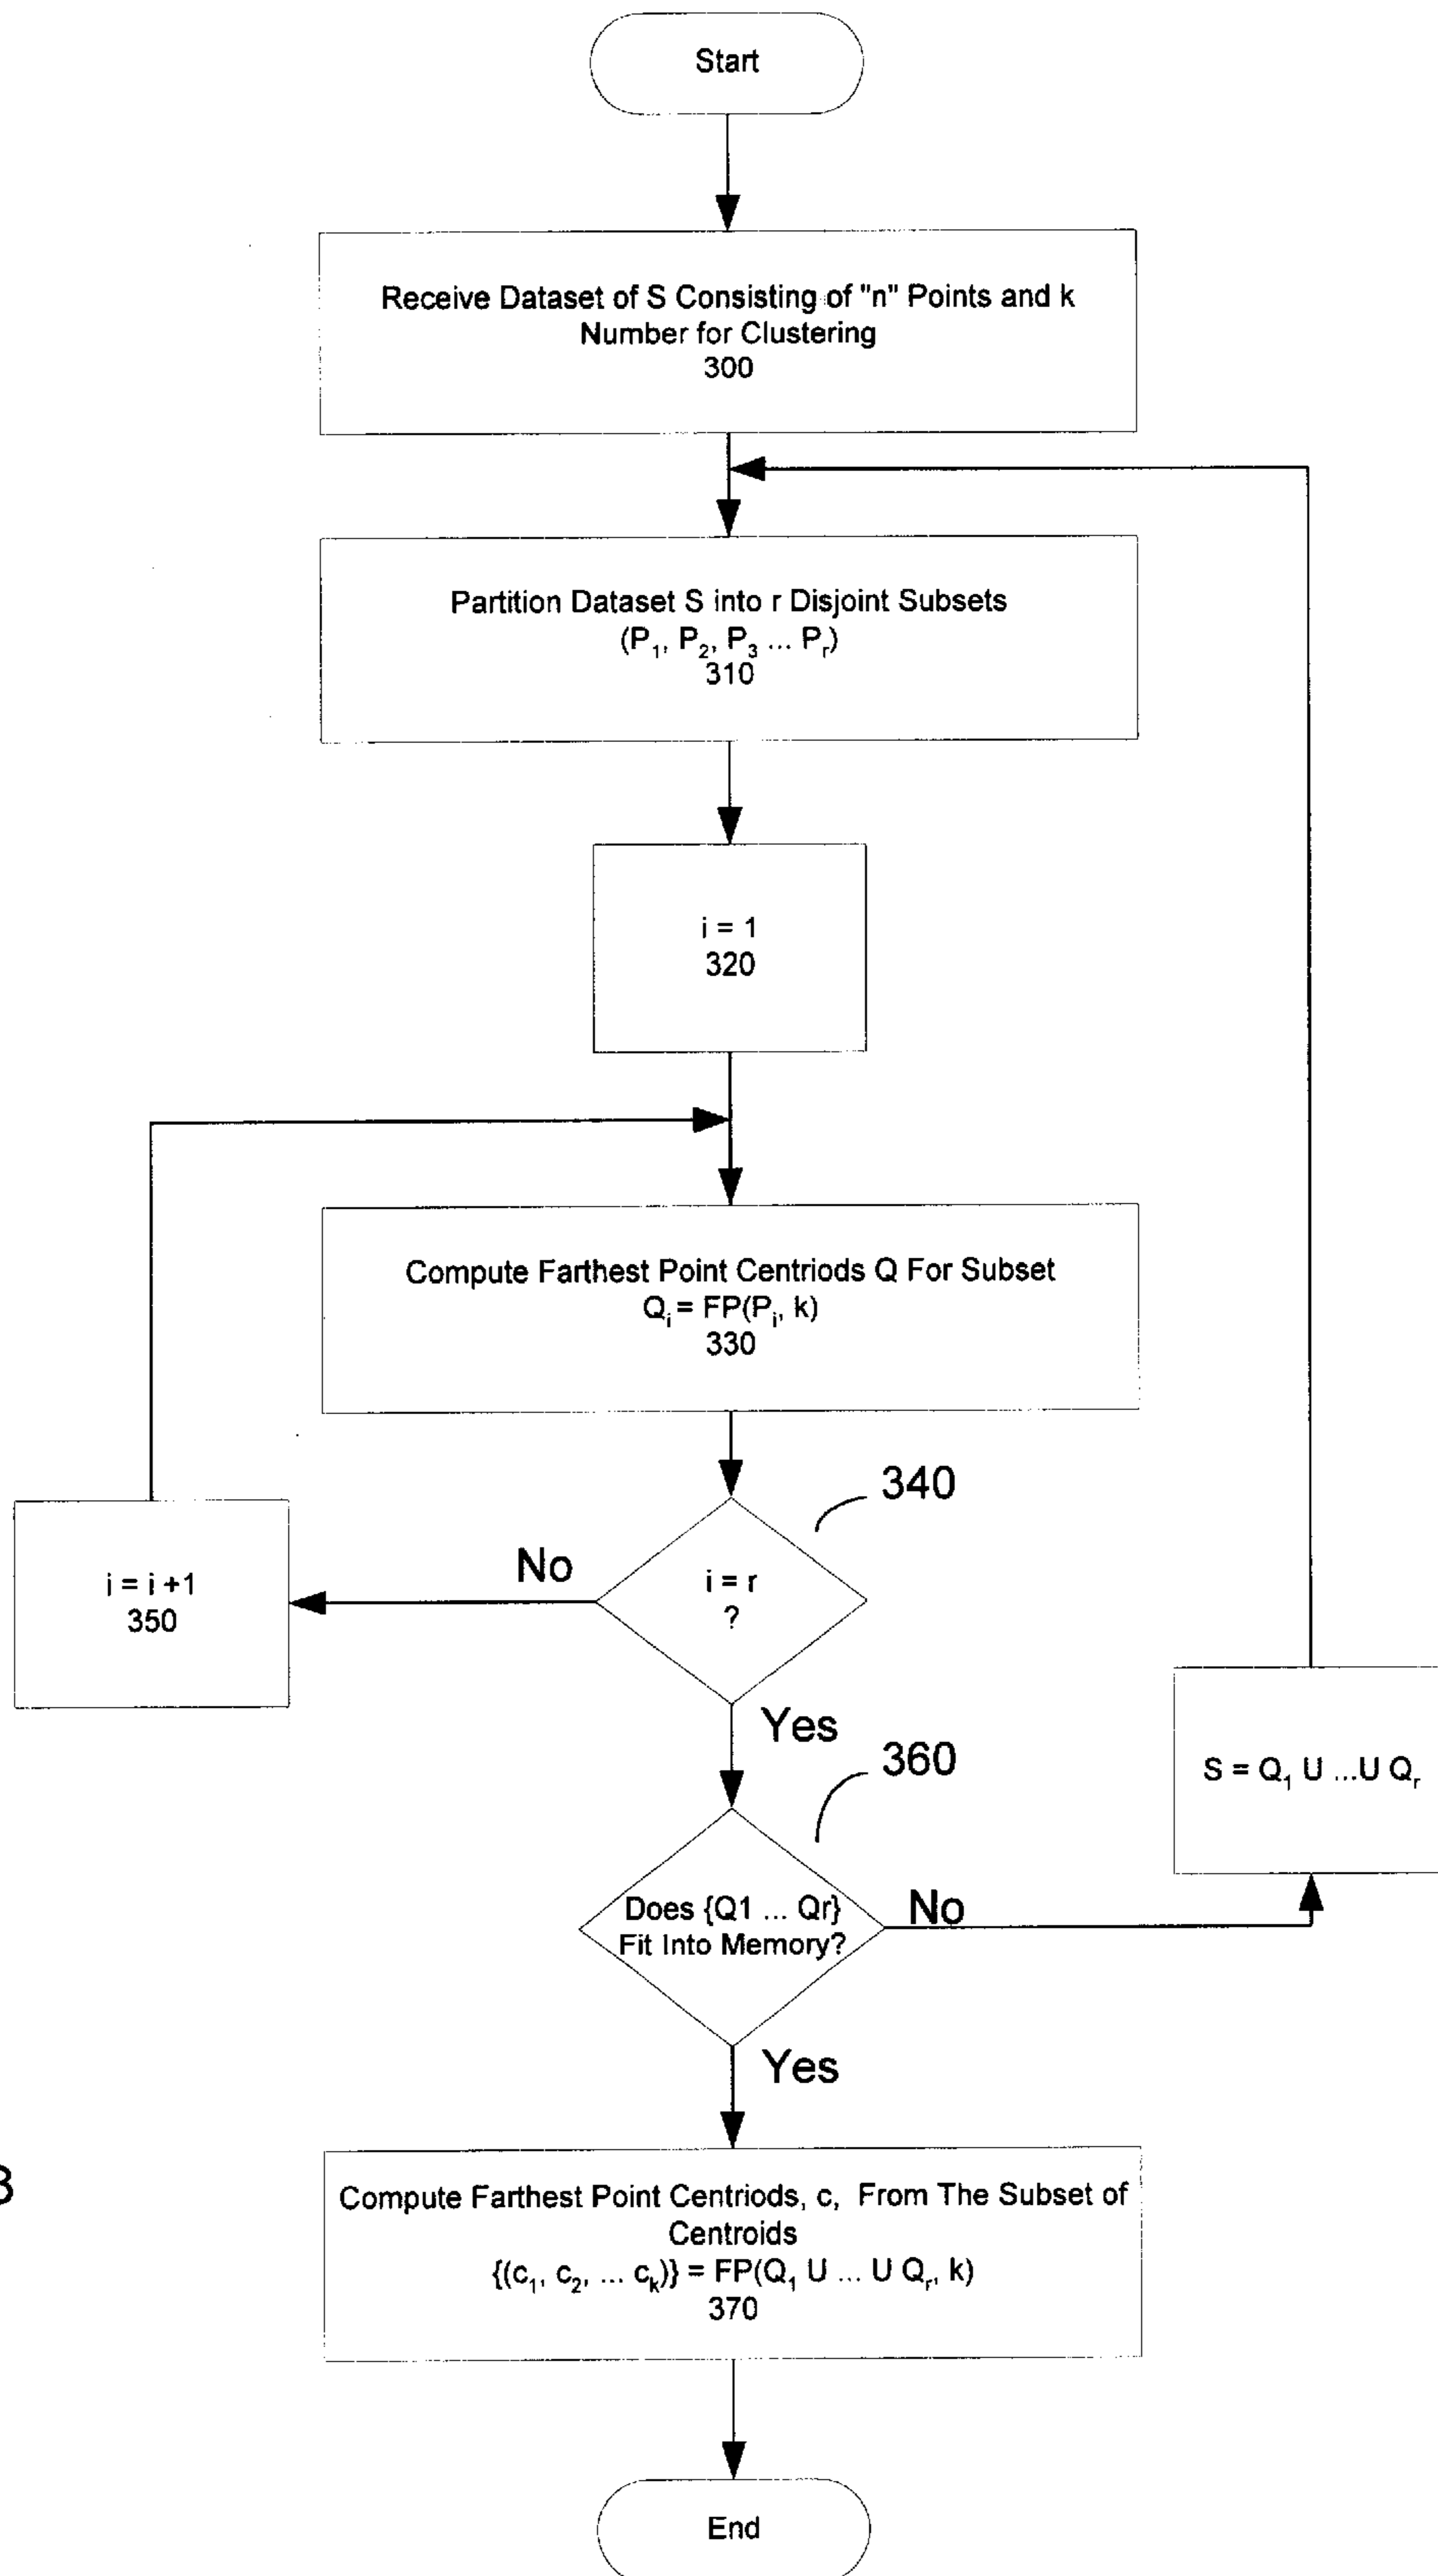 Start
Receive Dataset of S Consisting of "n" Points and k
Number for Clustering
300
Partition Dataset S into r Disjoint Subsets
(P₁, P₂, P₃ ... Pᵣ)
310
i = 1
320
Compute Farthest Point Centriods Q For Subset
Qᵢ = FP(Pᵢ, k)
330
340
No
i = r
?
i = i +1
350
Yes
360
S = Q₁ U ...U Qᵣ
Does {Q1 ... Qr}
Fit Into Memory?
No
Yes
Compute Farthest Point Centriods, c, From The Subset of
Centroids
{(c₁, c₂, ... cₖ)} = FP(Q₁ U ... U Qᵣ, k)
370
End